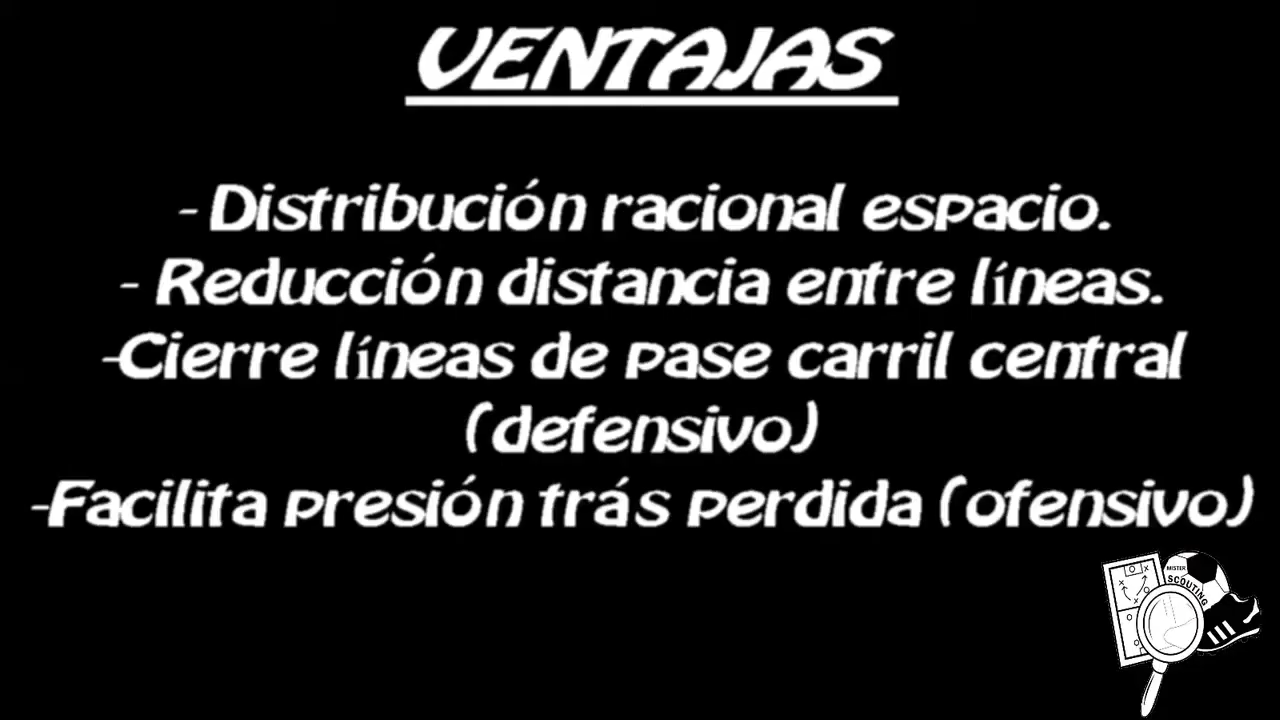 VENTAJAS
- Distribución racional espacio.
- Reducción distancia entre líneas.
-Cierre líneas de pase carril central
(defensivo)
-Facilita presión trás perdida (ofensivo)
MISTER
SCOUTING